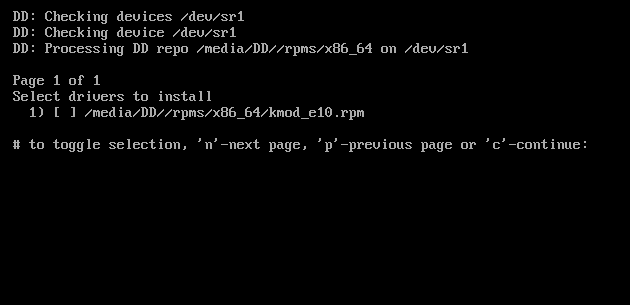 DD: Checking devices /dev/sr1
DD: Checking device /dev/sr1
DD: Processing DD repo /media/DD//rpms/x86_64 on /dev/sr1
Page 1 of 1
Select drivers to install
1) [ ] /media/DD//rpms/x86_64/kmod_e10.rpm
# to toggle selection, 'n'-next page, 'p'-previous page or 'c'-continue: